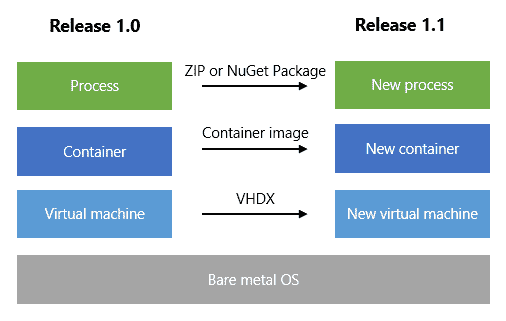 Release 1.0
Release 1.1
ZIP or NuGet Package
Process
New process
Container image
Container
New container
VHDX
Virtual machine
New virtual machine
Bare metal OS